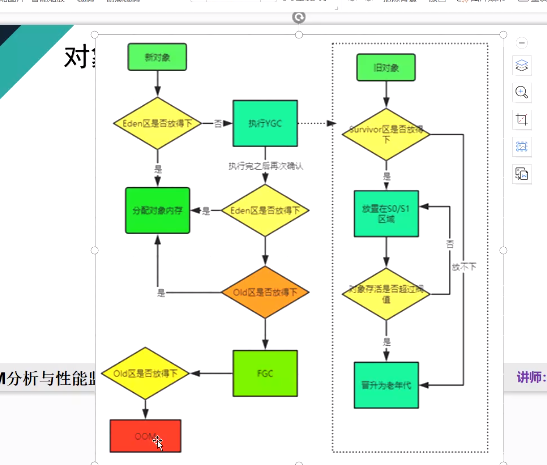 对象
新对象
旧对象
Eden区是否放得下
否
执行YGC
Survivor区是否放得
下
执行完之后再次确认
是
是
分配对象内存
是
Eden区是否放得下
放置在S0/S1
区域
否
放不下
是
Old区是否放得下
对象存活是否超过阈
值
是
Old区是否放得下
FGC
晋升为老年代
M分析与性能
讲师:
OOM